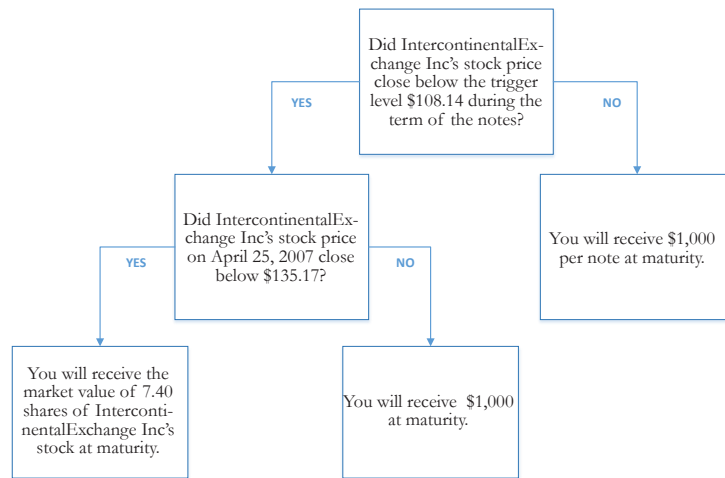 Did IntercontinentalEx-
change Inc's stock price
close below the trigger
level $108.14 during the
term of the notes?
YES
NO
Did IntercontinentalEx-
change Inc's stock price
on April 25, 2007 close
below $135.17?
You will receive $1,000
per note at maturity.
YES
NO
You will receive the
market value of 7.40
shares of Intercontin-
nentalExchange Inc's
stock at maturity.
You will receive $1,000
at maturity.